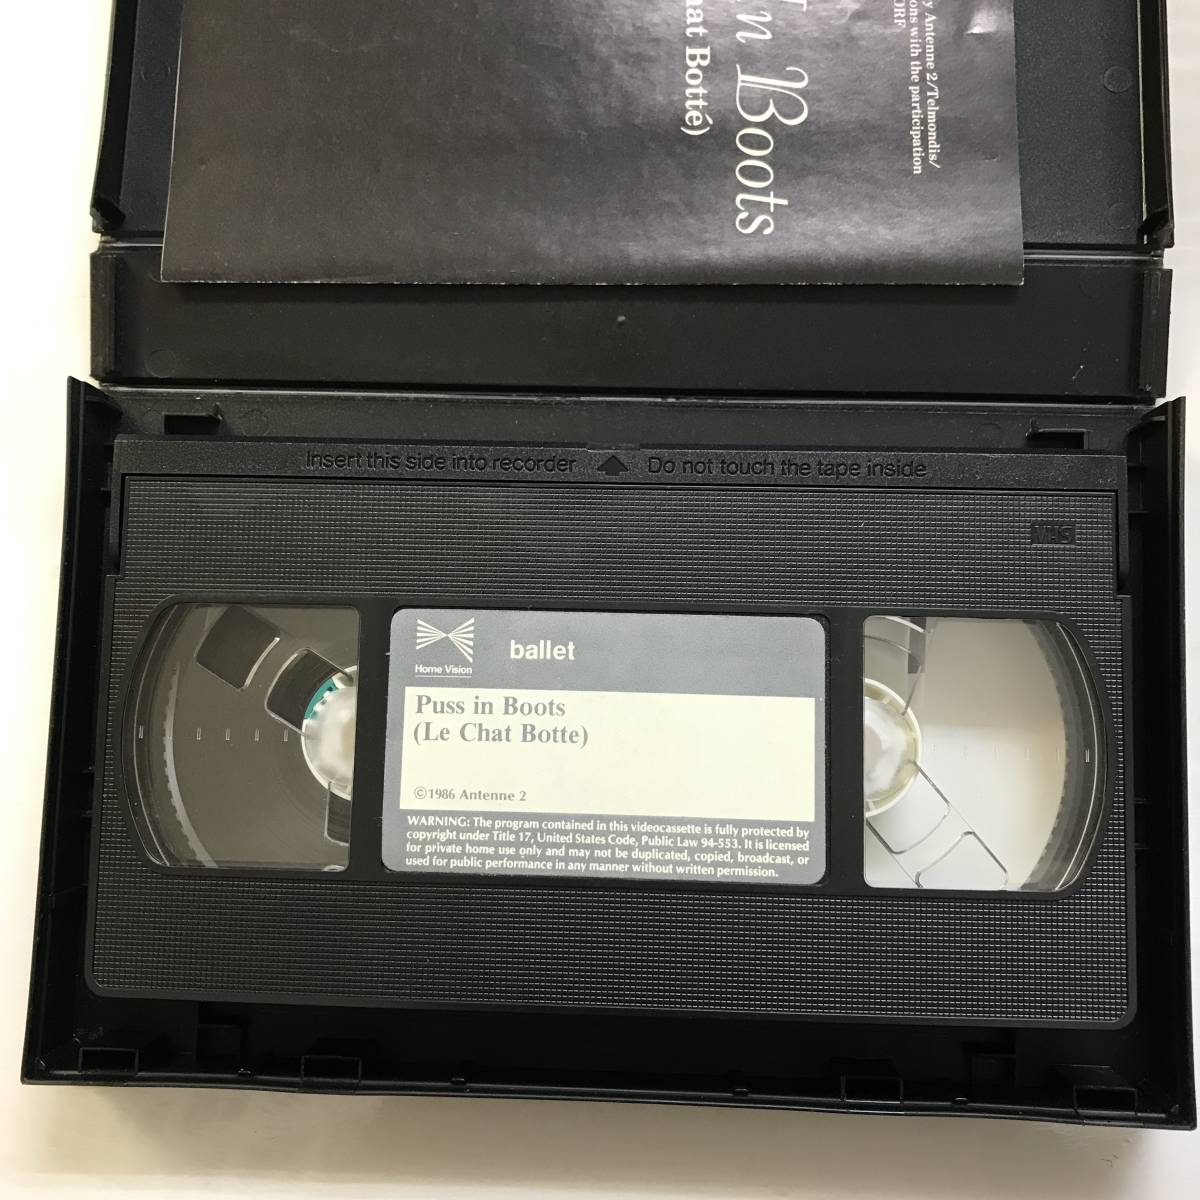 y Antenne 2/Telmondis/
ons with the participation
ORF
In Boots
hat Botté)
Insert this side into recorder
Do not touch the tape inside
VHS
Home Vision
ballet
Puss in Boots
(Le Chat Botte)
©1986 Antenne 2
WARNING: The program contained in this videocassette is fully protected by
copyright under Title 17, United States Code, Public Law 94-553. It is licensed
for private home use only and may not be duplicated, copied, broadcast, or
used for public performance in any manner without written permission.